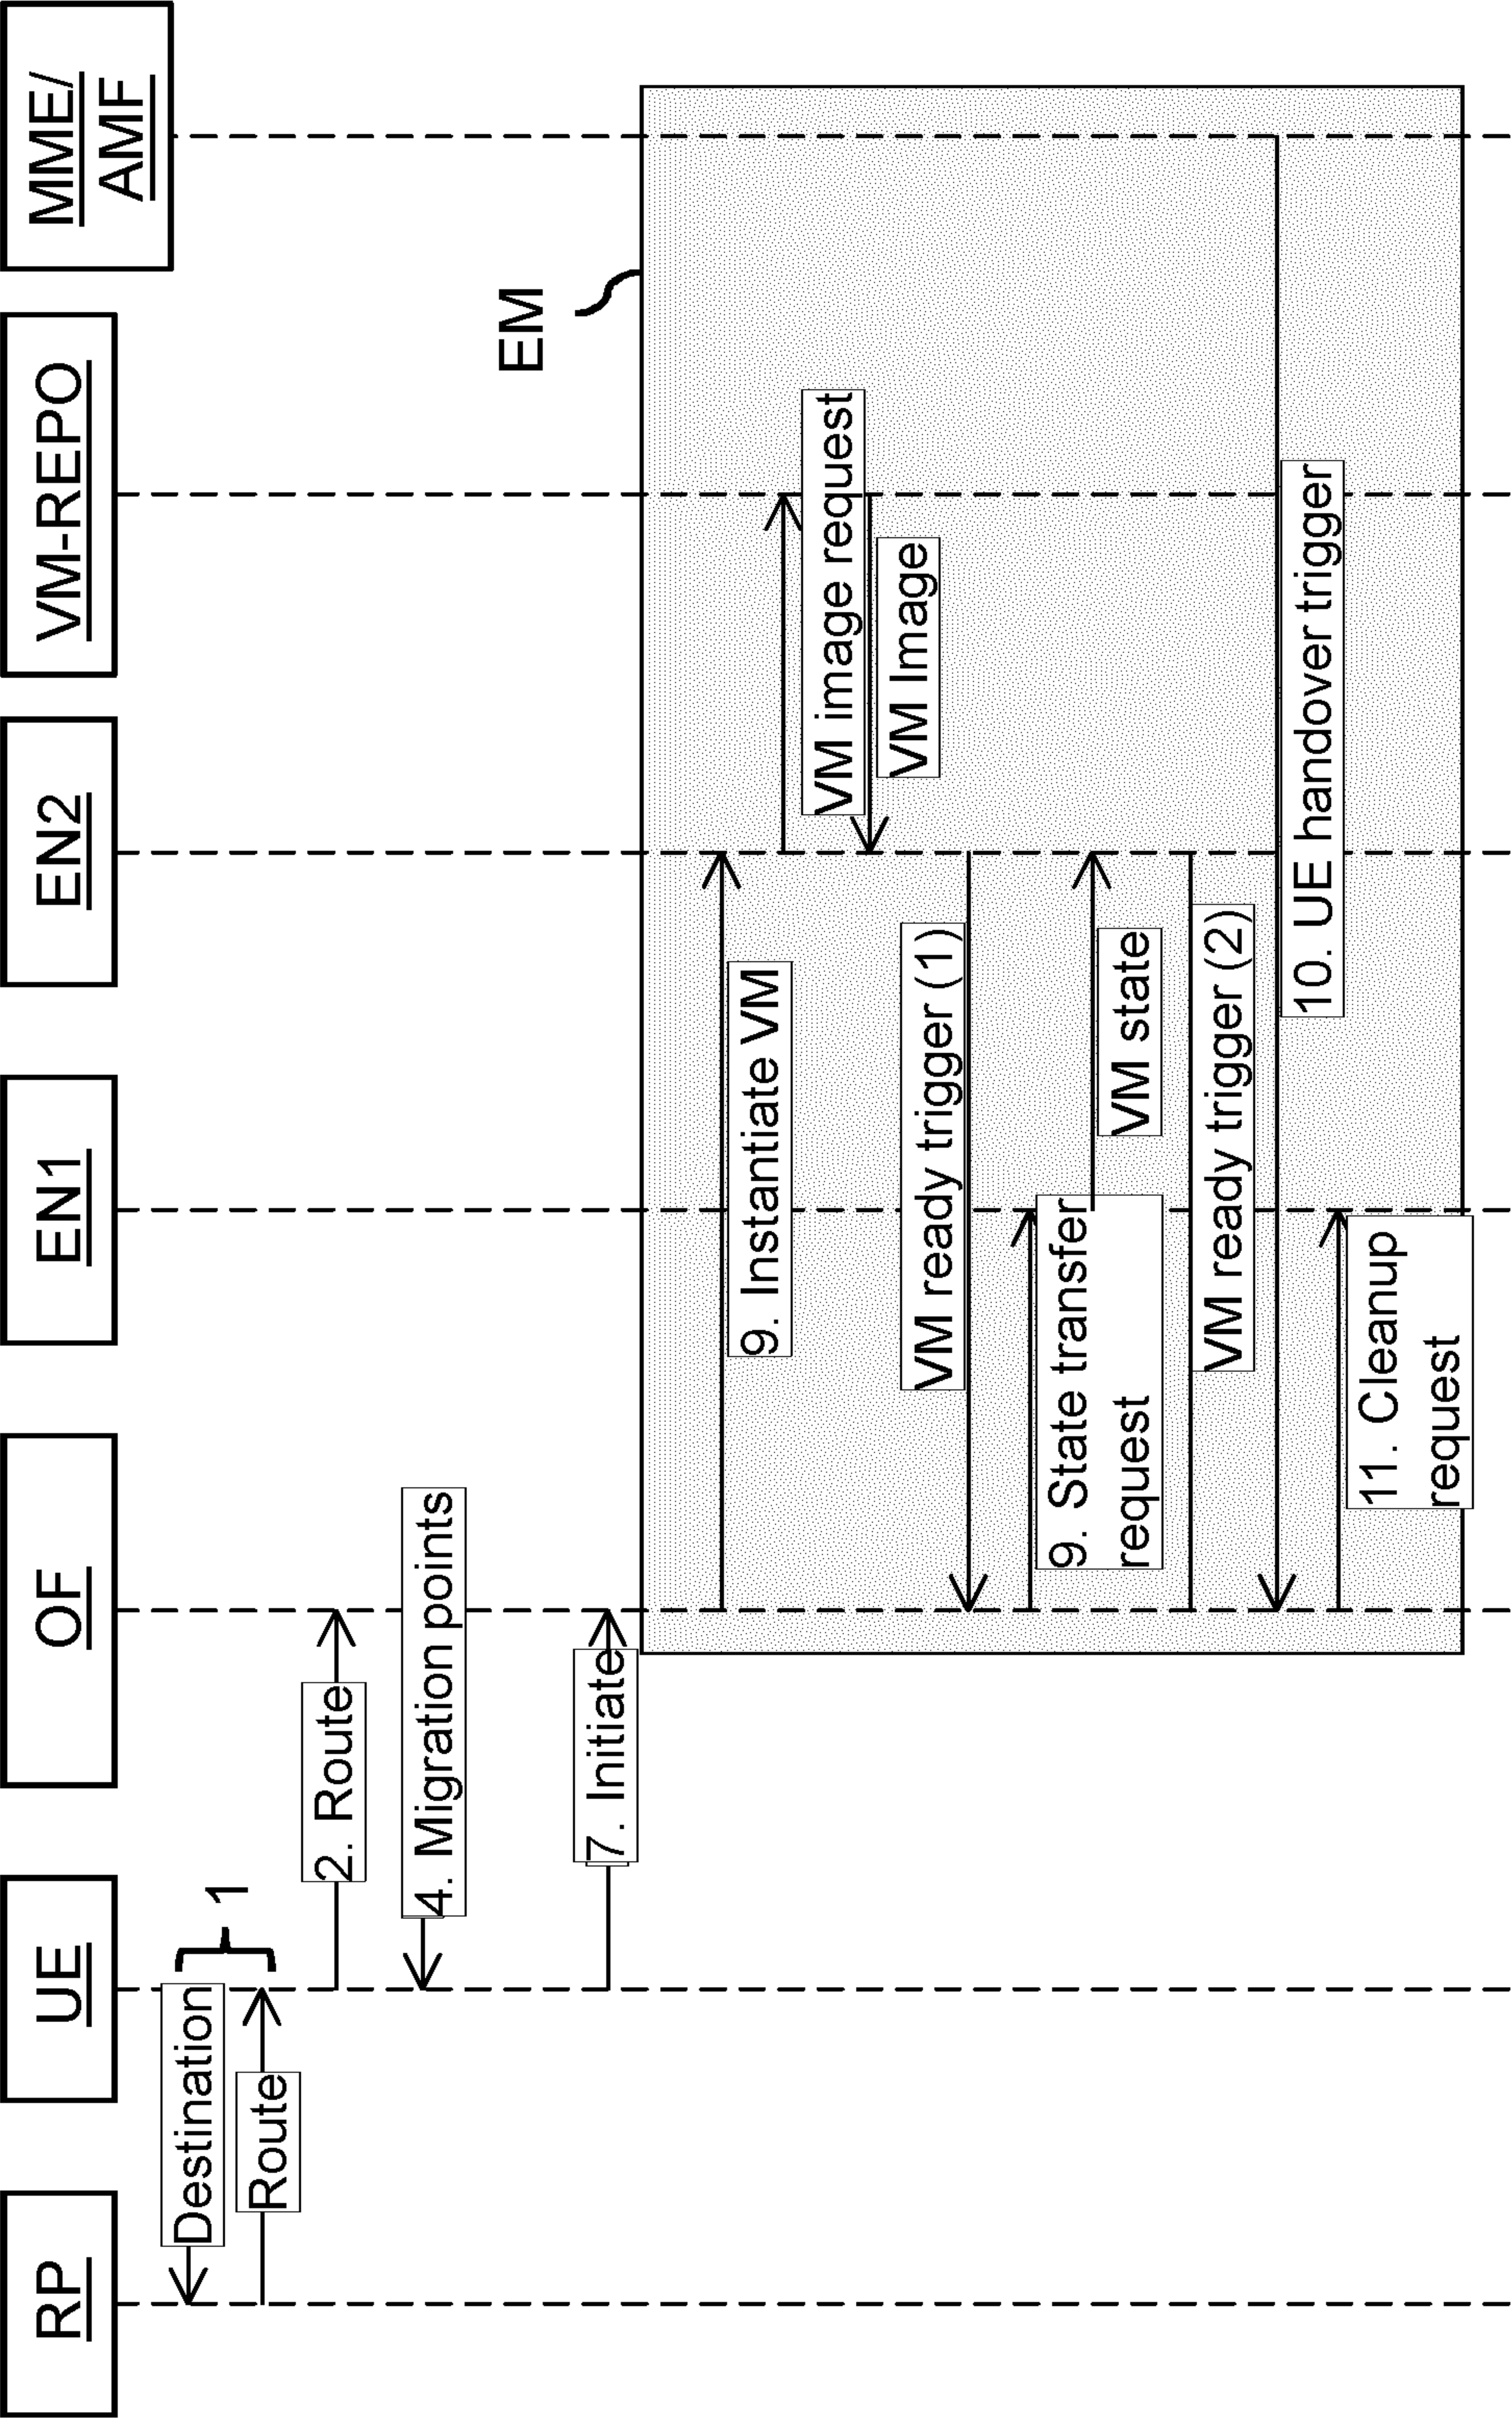 RP
UE
OF
EN1
EN2
VM-REPO
MME/
AMF
Destination
1
Route
2. Route
4. Migration points
7. Initiate
EM
9. Instantiate VM
VM image request
VM Image
VM ready trigger (1)
9. State transfer
request
VM state
VM ready trigger (2)
10. UE handover trigger
11. Cleanup
request